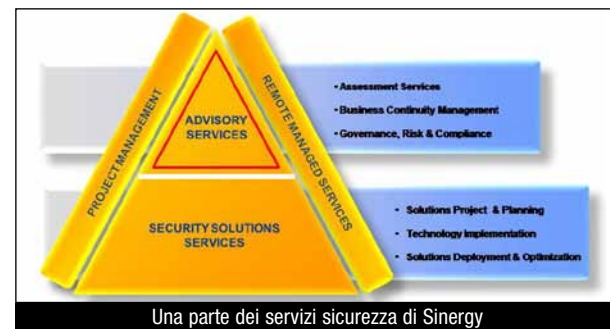 PROJECT MANAGEMENT
ADVISORY
SERVICES
REMOTE MANAGED SERVICES
• Assessment Services
• Business Continuity Management
• Governance, Risk & Compliance
SECURITY SOLUTIONS
SERVICES
• Solutions Project & Planning
• Technology Implementation
• Solutions Deployment & Optimization
Una parte dei servizi sicurezza di Sinergy